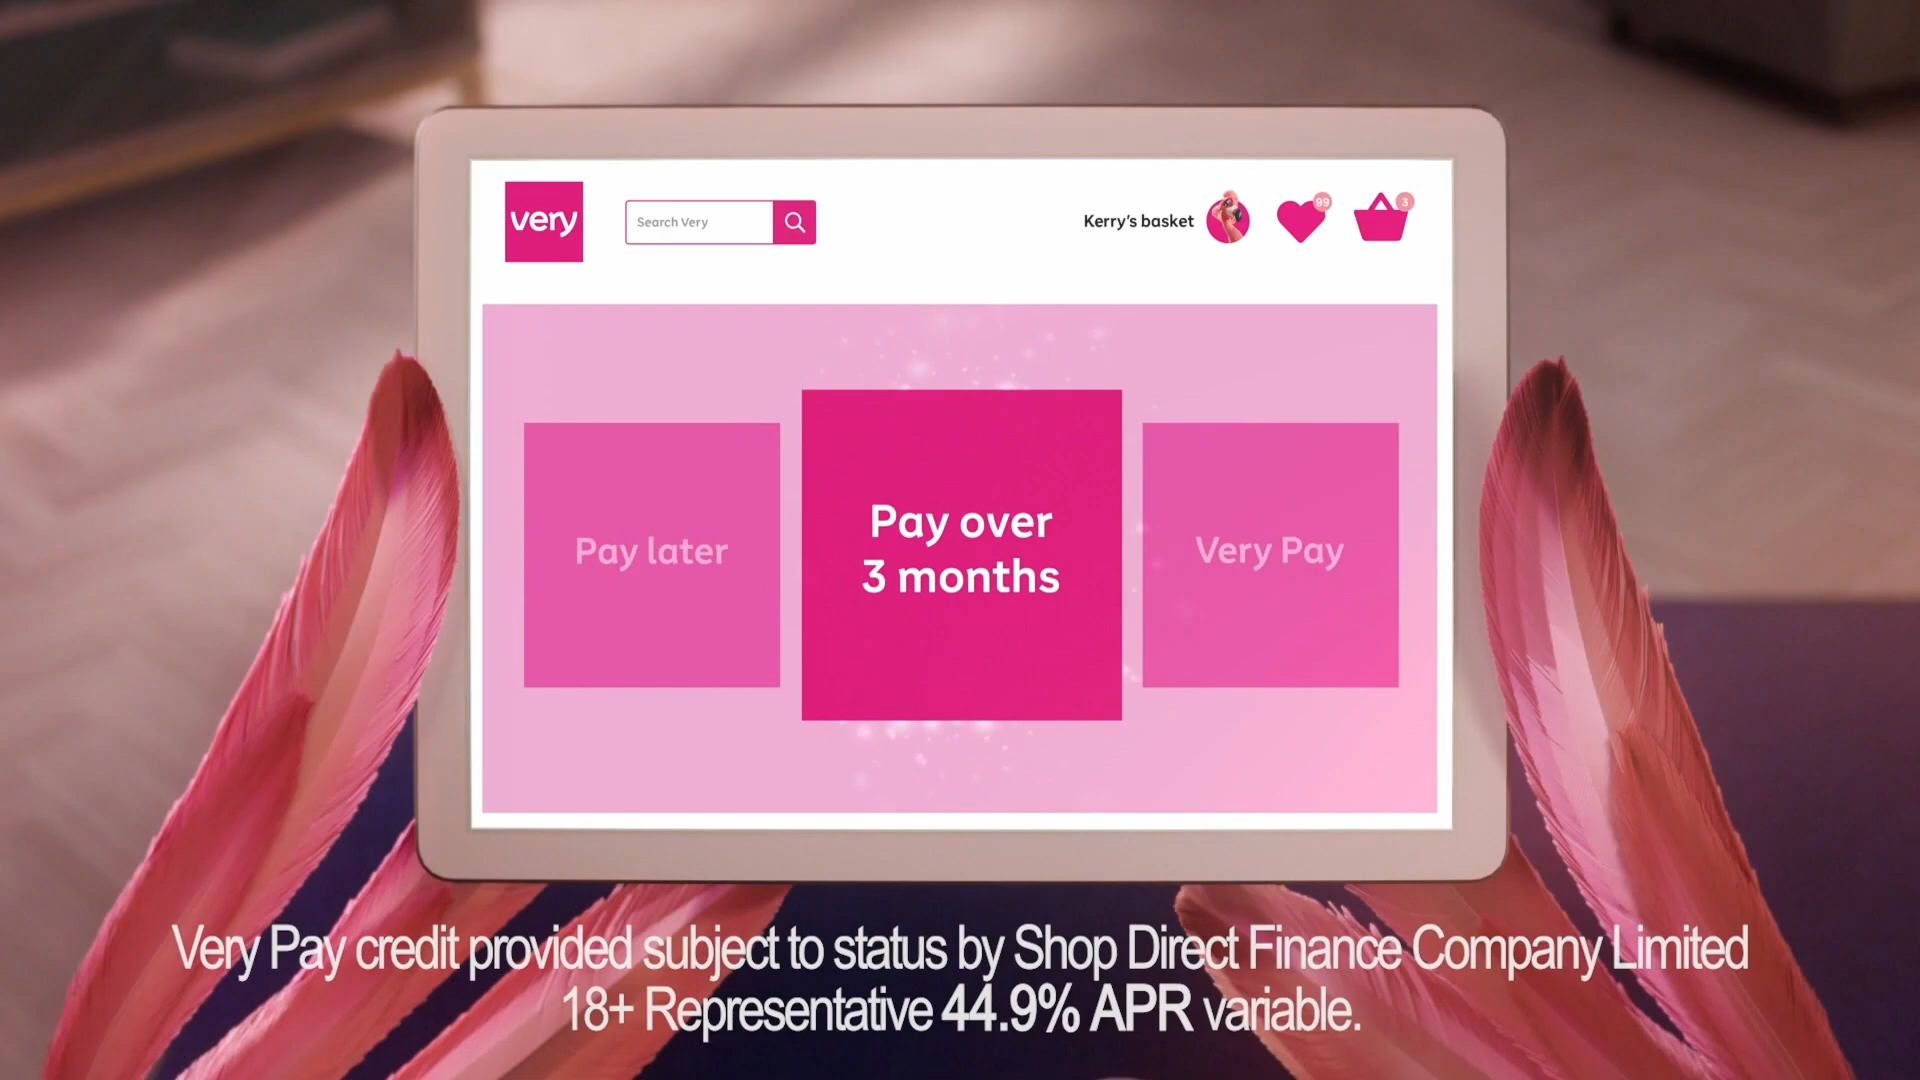 very
Search Very
Kerry's basket
99
3
Pay later
Pay over
3 months
Very Pay
Very Pay credit provided subject to status by Shop Direct Finance Company Limited
18+ Representative 44.9% APR variable.